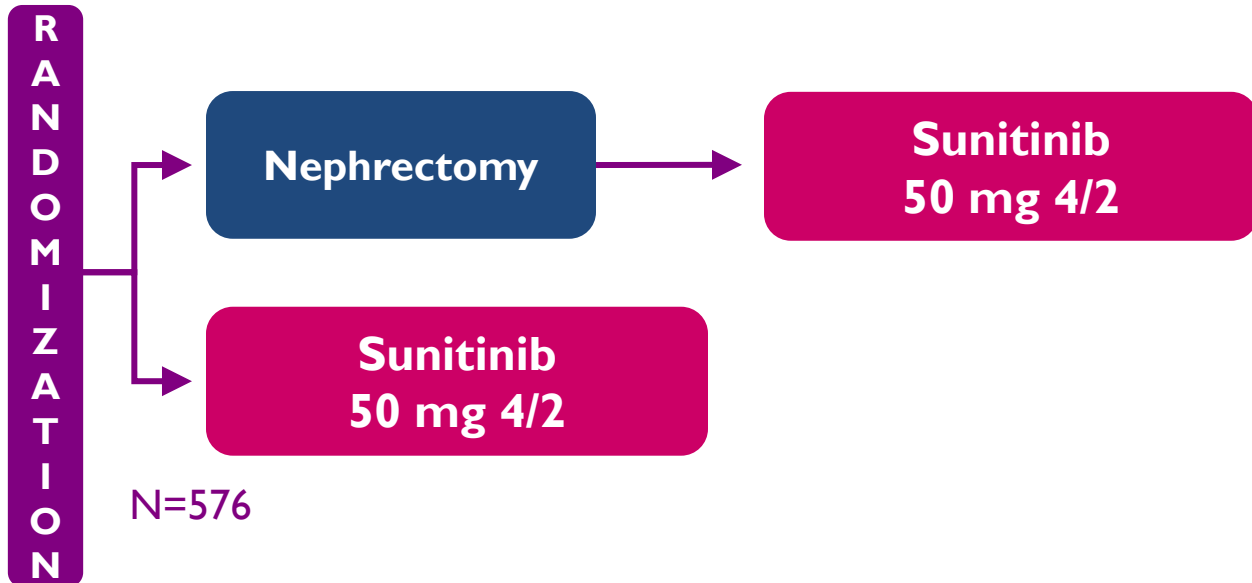 RANDOMIZATION
Nephrectomy
Sunitinib
50 mg 4/2
Sunitinib
50 mg 4/2
N=576